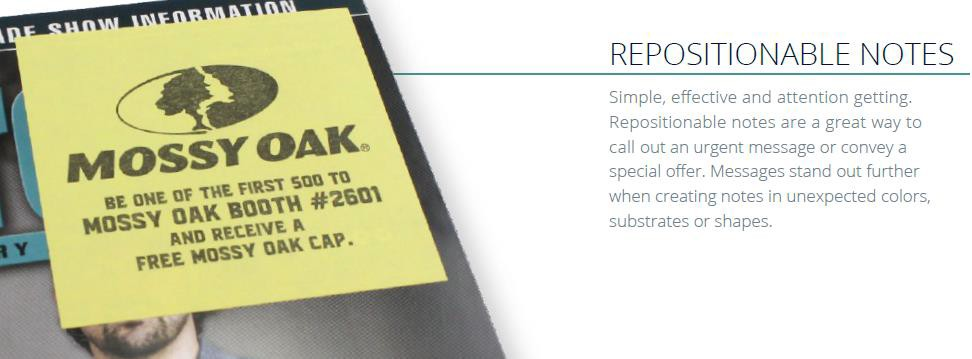 SHOW INFORMATION
MOSSY OAK®
BE ONE OF THE FIRST 500 TO
MOSSY OAK BOOTH #2601
AND RECEIVE A
FREE MOSSY OAK CAP.
REPOSITIONABLE NOTES
Simple, effective and attention getting.
Repositionable notes are a great way to
call out an urgent message or convey a
special offer. Messages stand out further
when creating notes in unexpected colors,
substrates or shapes.